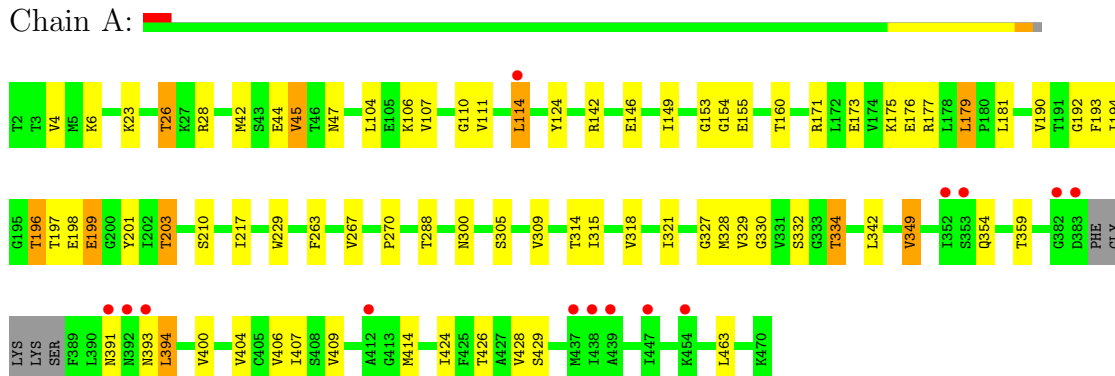 Chain A:
T2 T3 V4 M5 K6 K23 T26 K27 R28 M42 S43 E44 V45 T46 N47 L104 E105 K106 V107 G110 V111 L114 Y124 R142 E146 I149 G153 G154 E155 T160 R171 L172 E173 V174 K175 E176 R177 L178 L179 P180 L181 V190 T191 G192 F193
G195 T196 T197 E198 E199 G200 Y201 I202 T203 S210 I217 W229 F263 V267 P270 T288 N300 S305 V309 T314 I315 V318 I321 G327 M328 V329 G330 V331 S332 G333 T334 L342 V349 I352 S353 Q354 T359 G382 D383 PHE
LYS LYS SER F389 L390 N391 N392 N393 L394 V400 V404 C405 V406 I407 S408 V409 A412 G413 M414 I424 F425 T426 A427 V428 S429 M437 I438 A439 I447 K454 L463 K470